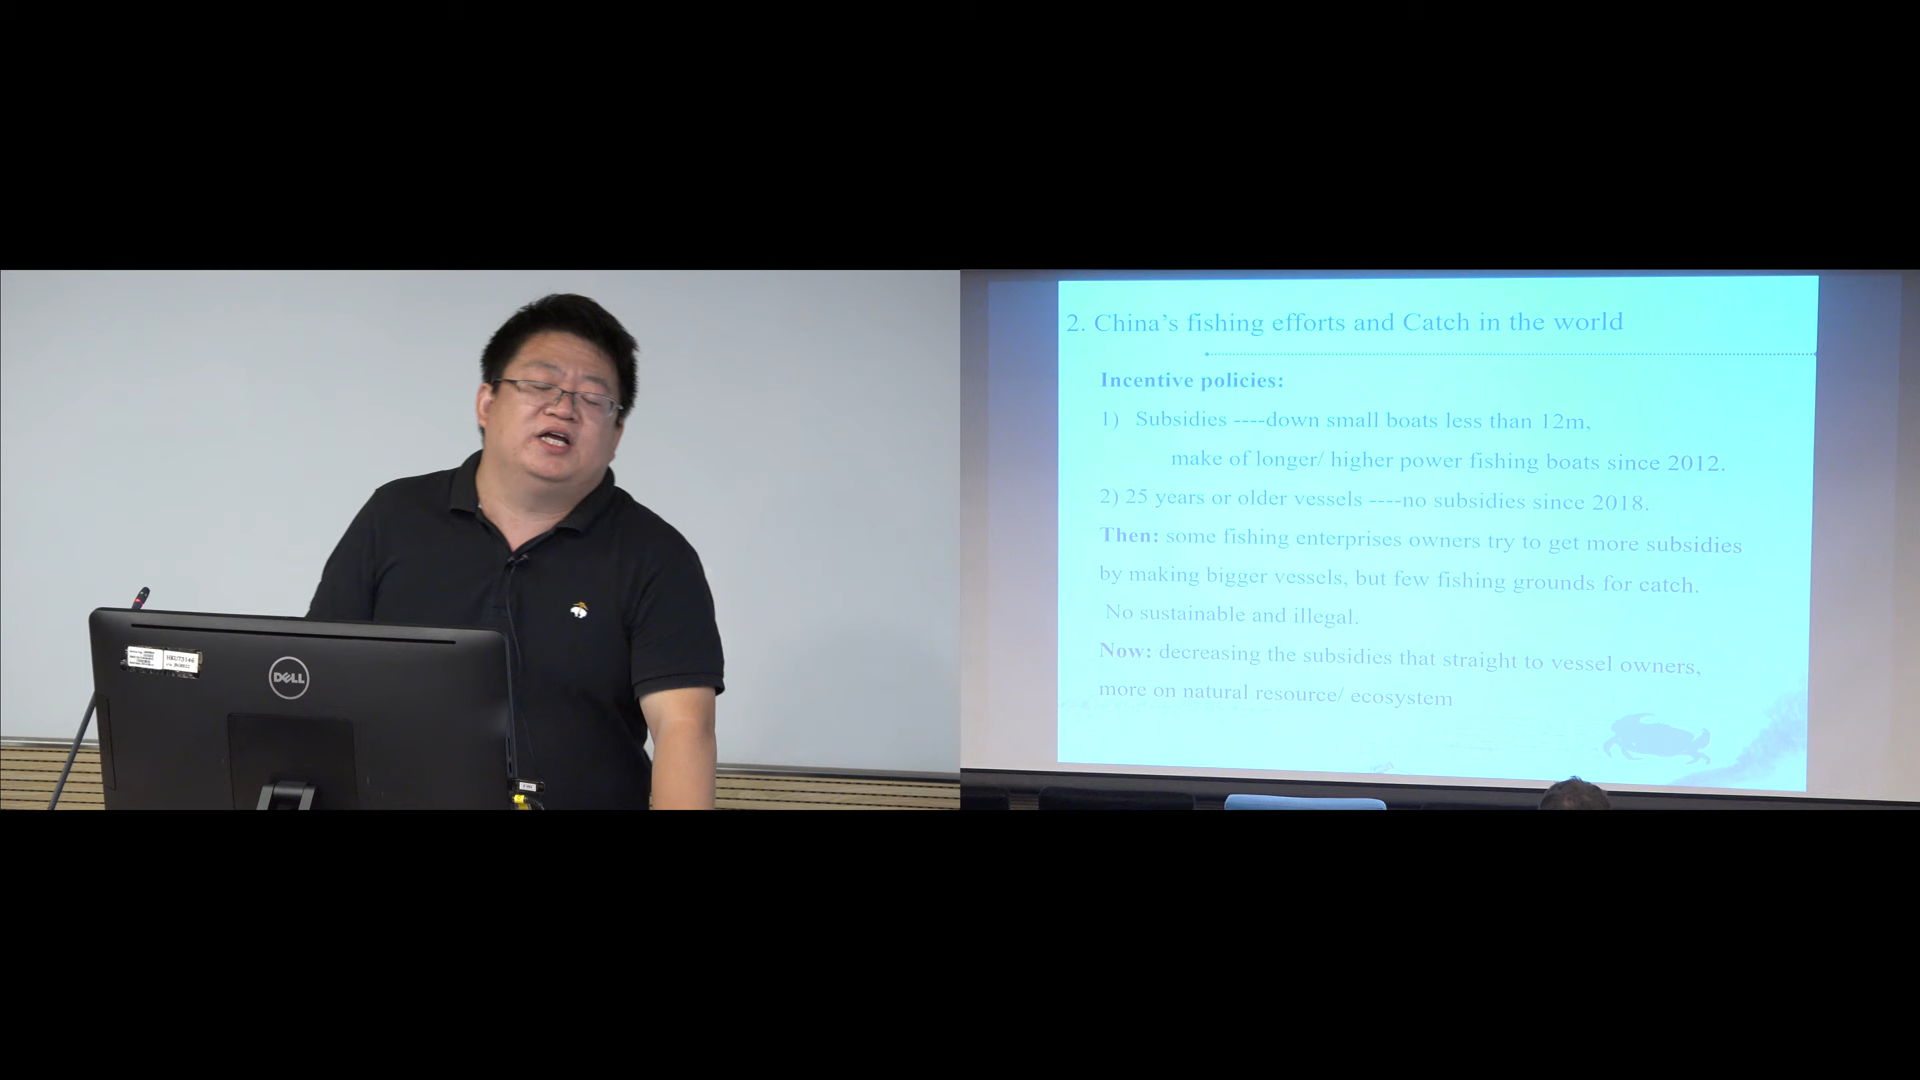 DELL
HKUT3146
2. China’s fishing efforts and Catch in the world
Incentive policies:
1) Subsidies ----down small boats less than 12m,
make of longer/ higher power fishing boats since 2012.
2) 25 years or older vessels ----no subsidies since 2018.
Then: some fishing enterprises owners try to get more subsidies
by making bigger vessels, but few fishing grounds for catch.
No sustainable and illegal.
Now: decreasing the subsidies that straight to vessel owners,
more on natural resource/ ecosystem